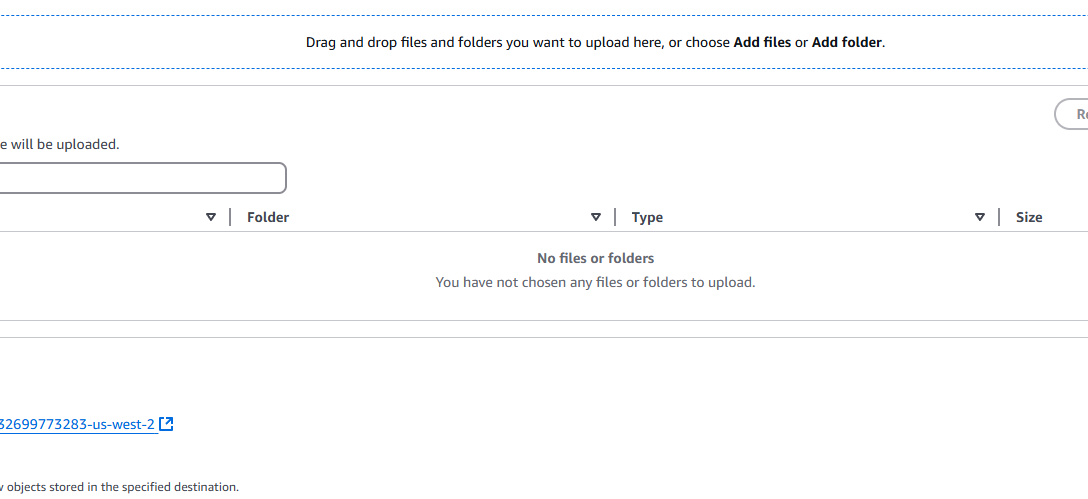 Drag and drop files and folders you want to upload here, or choose Add files or Add folder.
will be uploaded.
Folder Type Size
No files or folders
You have not chosen any files or folders to upload.
32699773283-us-west-2
objects stored in the specified destination.